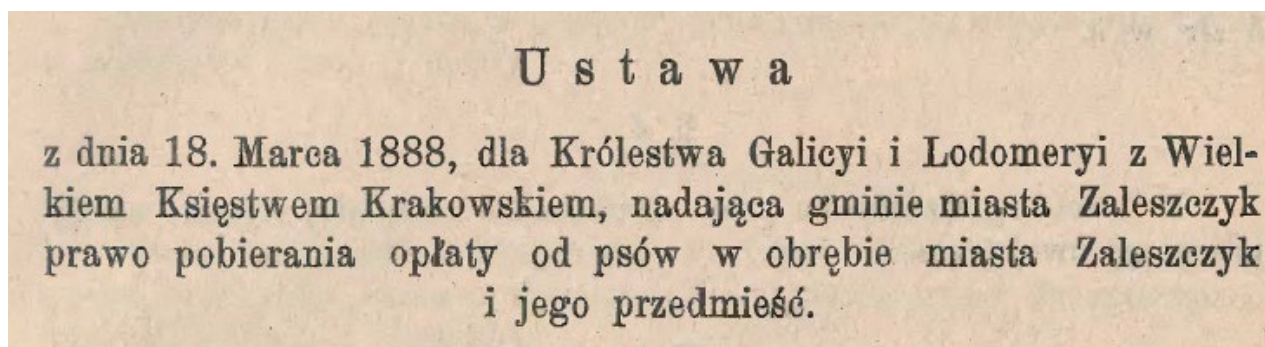 Ustawa
z dnia 18. Marca 1888, dla Królestwa Galicyi i Lodomeryi z Wiel-
kiem Księstwem Krakowskiem, nadająca gminie miasta Zaleszczyk
prawo pobierania opłaty od psów w obrębie miasta Zaleszczyk
i jego przedmieść.